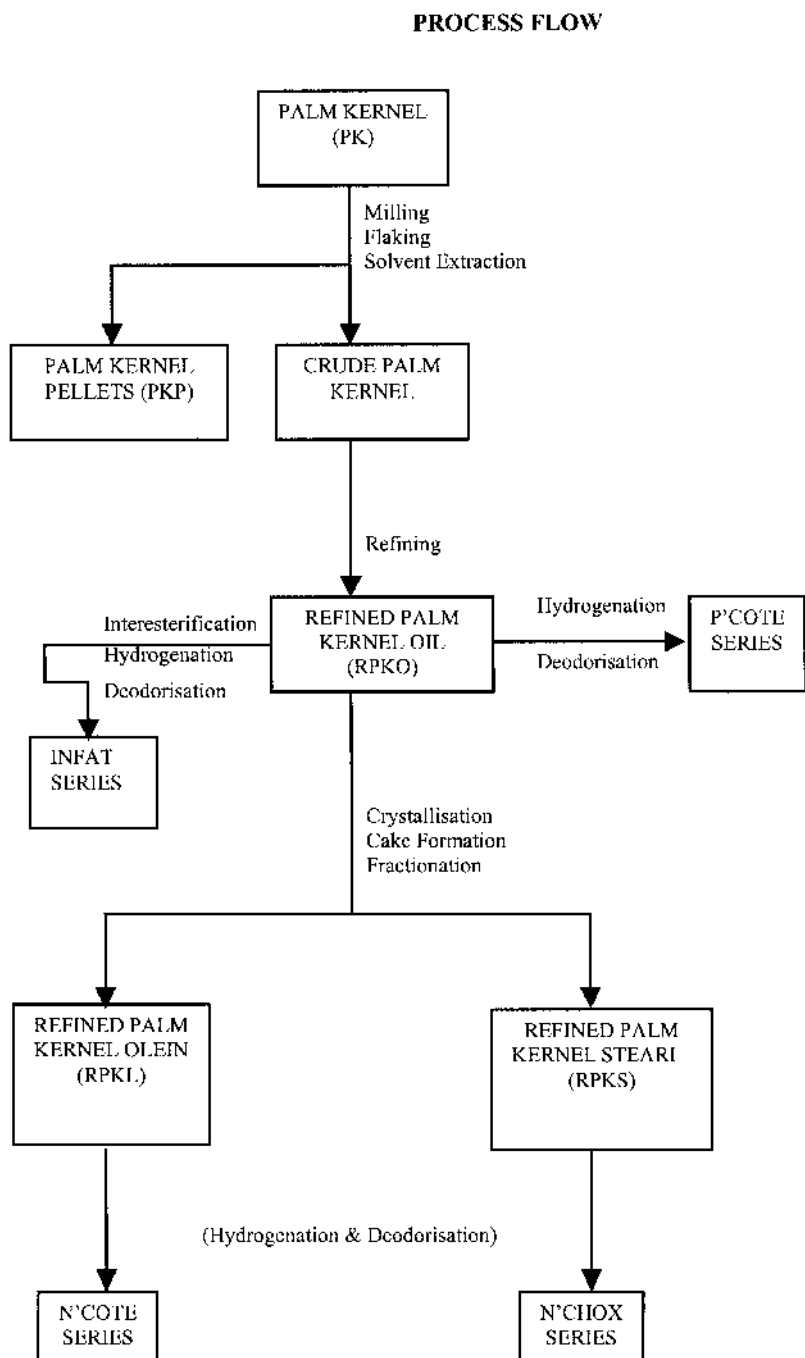 PROCESS FLOW
PALM KERNEL
(PK)
Milling
Flaking
Solvent Extraction
PALM KERNEL
PELLETS (PKP)
CRUDE PALM
KERNEL
Refining
Interesterification
Hydrogenation
Deodorisation
REFINED PALM
KERNEL OIL
(RPKO)
Hydrogenation
Deodorisation
P'COTE
SERIES
INFAT
SERIES
Crystallisation
Cake Formation
Fractionation
REFINED PALM
KERNEL OLEIN
(RPKL)
REFINED PALM
KERNEL STEARI
(RPKS)
(Hydrogenation & Deodorisation)
N'COTE
SERIES
N'CHOX
SERIES